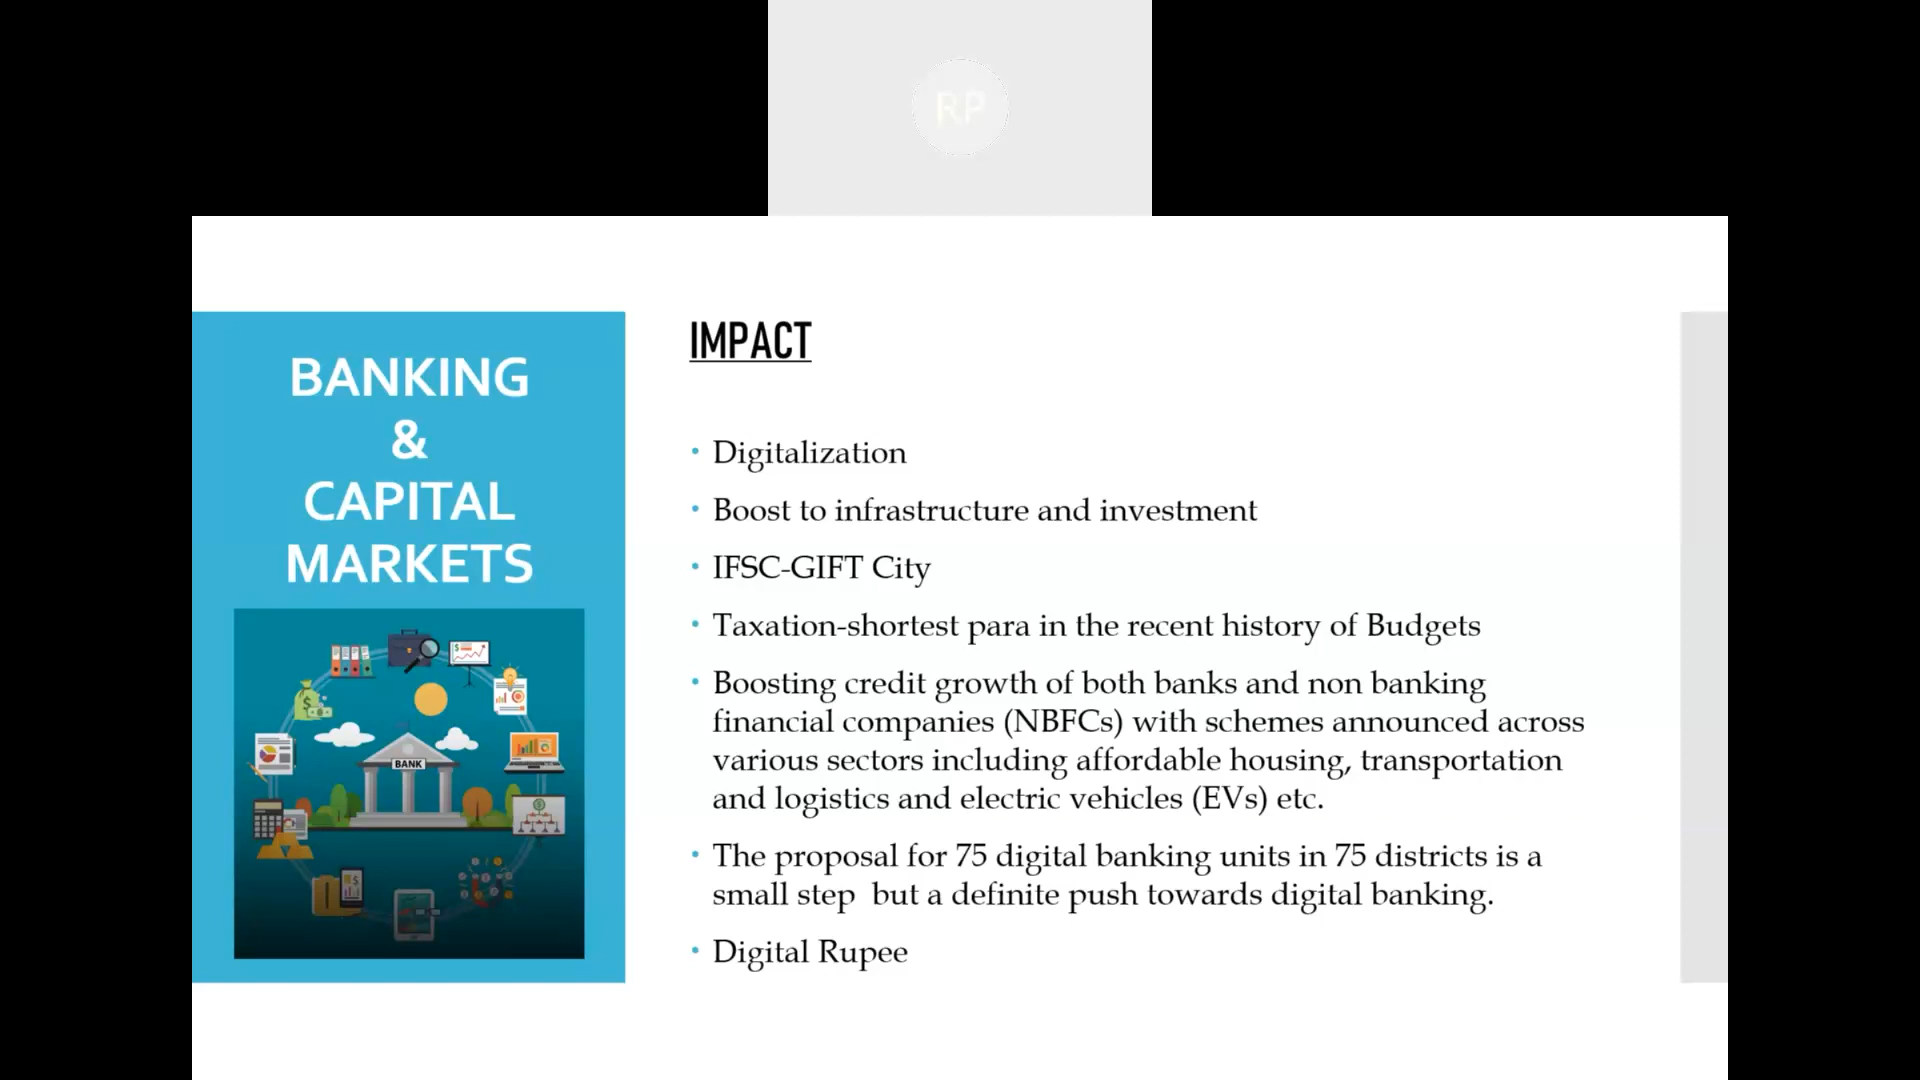 RP
BANKING
&
CAPITAL
MARKETS
BANK
IMPACT
• Digitalization
• Boost to infrastructure and investment
• IFSC-GIFT City
• Taxation-shortest para in the recent history of Budgets
• Boosting credit growth of both banks and non banking
financial companies (NBFCs) with schemes announced across
various sectors including affordable housing, transportation
and logistics and electric vehicles (EVs) etc.
• The proposal for 75 digital banking units in 75 districts is a
small step  but a definite push towards digital banking.
• Digital Rupee